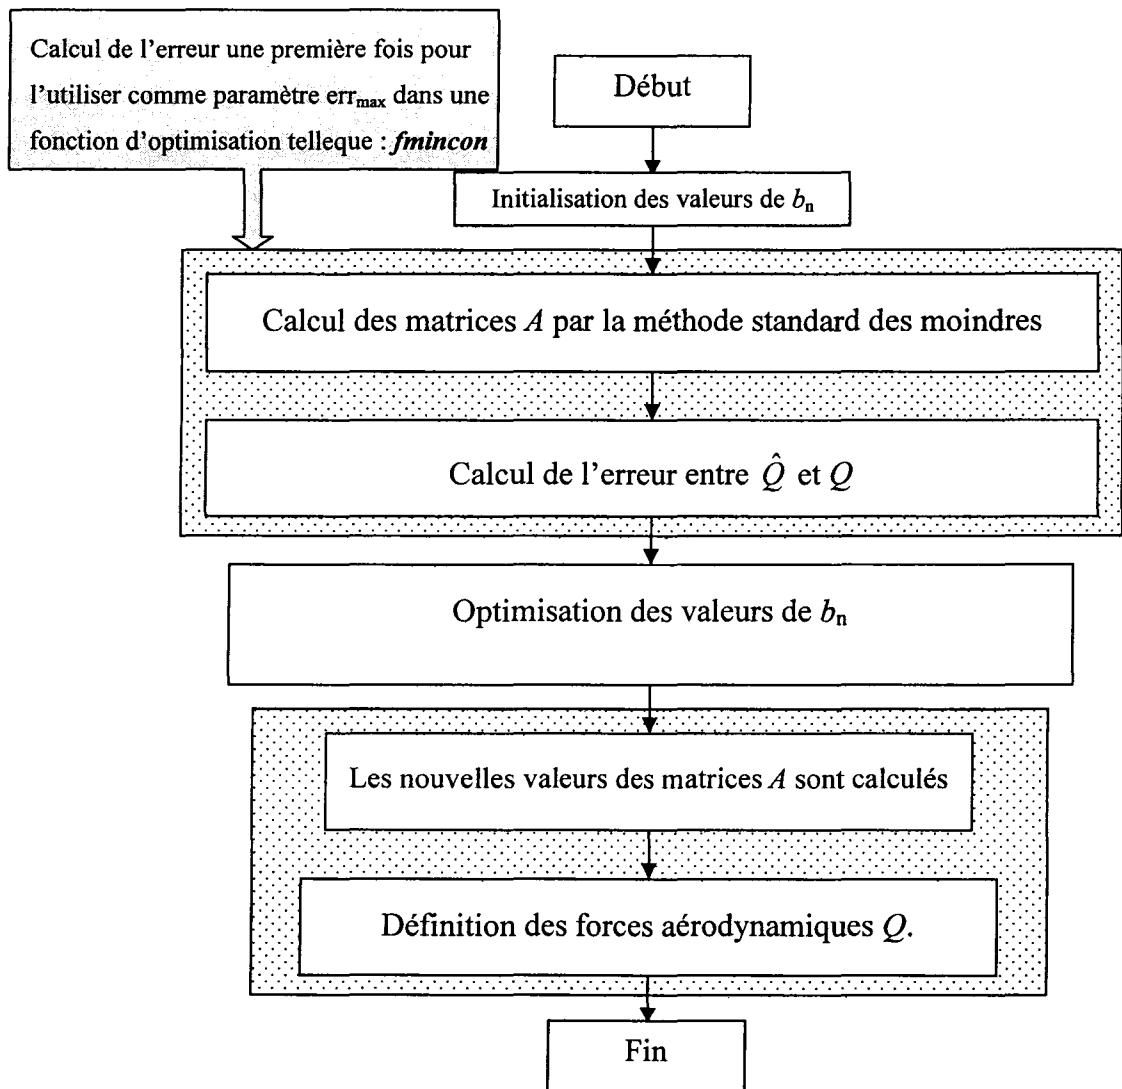 Calcul de l'erreur une première fois pour
l'utiliser comme paramètre err_max dans une
fonction d'optimisation telleque : fmincon
Début
Initialisation des valeurs de b_n
Calcul des matrices A par la méthode standard des moindres
Calcul de l'erreur entre Q̂ et Q
Optimisation des valeurs de b_n
Les nouvelles valeurs des matrices A sont calculés
Définition des forces aérodynamiques Q.
Fin